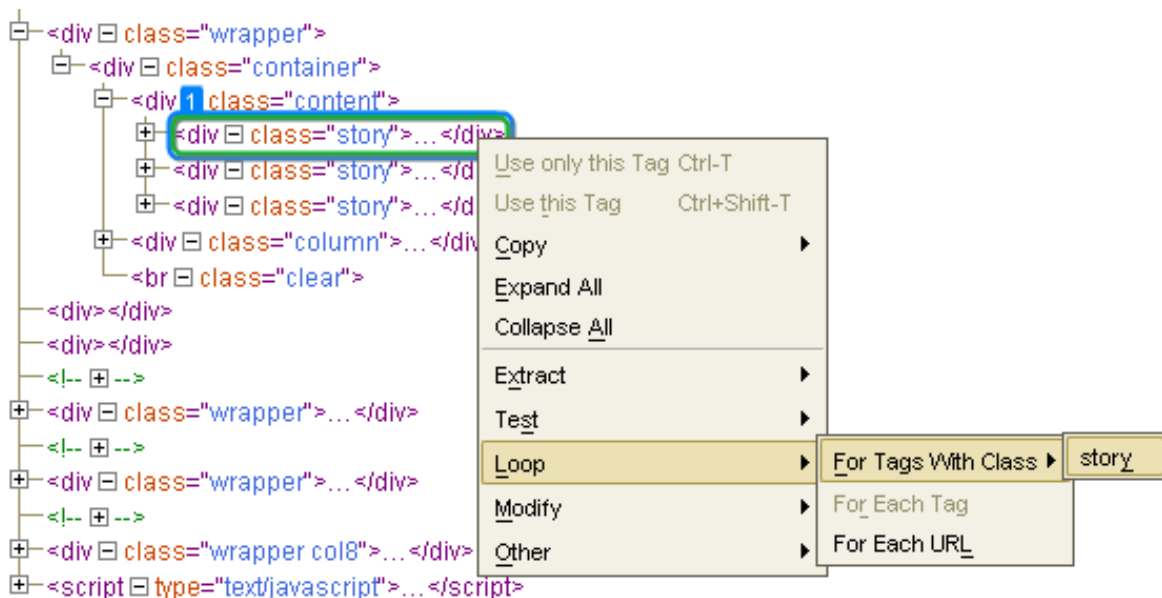 <div class="wrapper">
<div class="container">
<div 1 class="content">
<div class="story">...</div>
<div class="story">...</d
<div class="story">...</d
<div class="column">...</div
<br class="clear">
<div></div>
<div></div>
<!-- -->
<div class="wrapper">...</div>
<!-- -->
<div class="wrapper">...</div>
<!-- -->
<div class="wrapper col8">...</div>
<script type="text/javascript">...</script>
Use only this Tag Ctrl-T
Use this Tag Ctrl+Shift-T
Copy
Expand All
Collapse All
Extract
Test
Loop
Modify
Other
For Tags With Class
For Each Tag
For Each URL
story